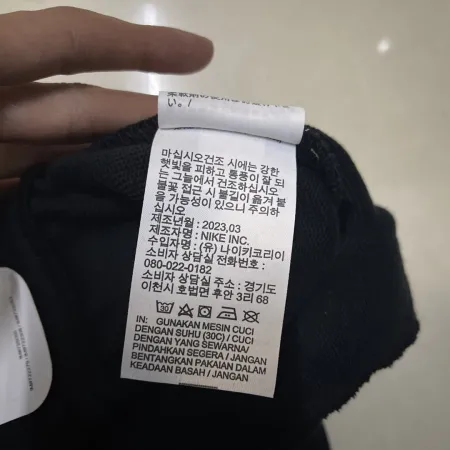 い。/
마십시오건조 시에는 강한
햇빛을 피하고 통풍이 잘 되
는 그늘에서 건조하십시오
불꽃 접근 시 불길이 옮겨 붙
을 가능성이 있으니 주의하
십시오
제조년월 : 2023,03
제조자명 : NIKE INC.
수입자명 : (유) 나이키코리아
소비자 상담실 전화번호 :
080-022-0182
소비자 상담실 주소 : 경기도
이천시 호법면 후안 3리 68
30
IN: GUNAKAN MESIN CUCI
DENGAN SUHU (30C) / CUCI
DENGAN YANG SEWARNA/
PINDAHKAN SEGERA / JANGAN
BENTANGKAN PAKAIAN DALAM
KEADAAN BASAH / JANGAN